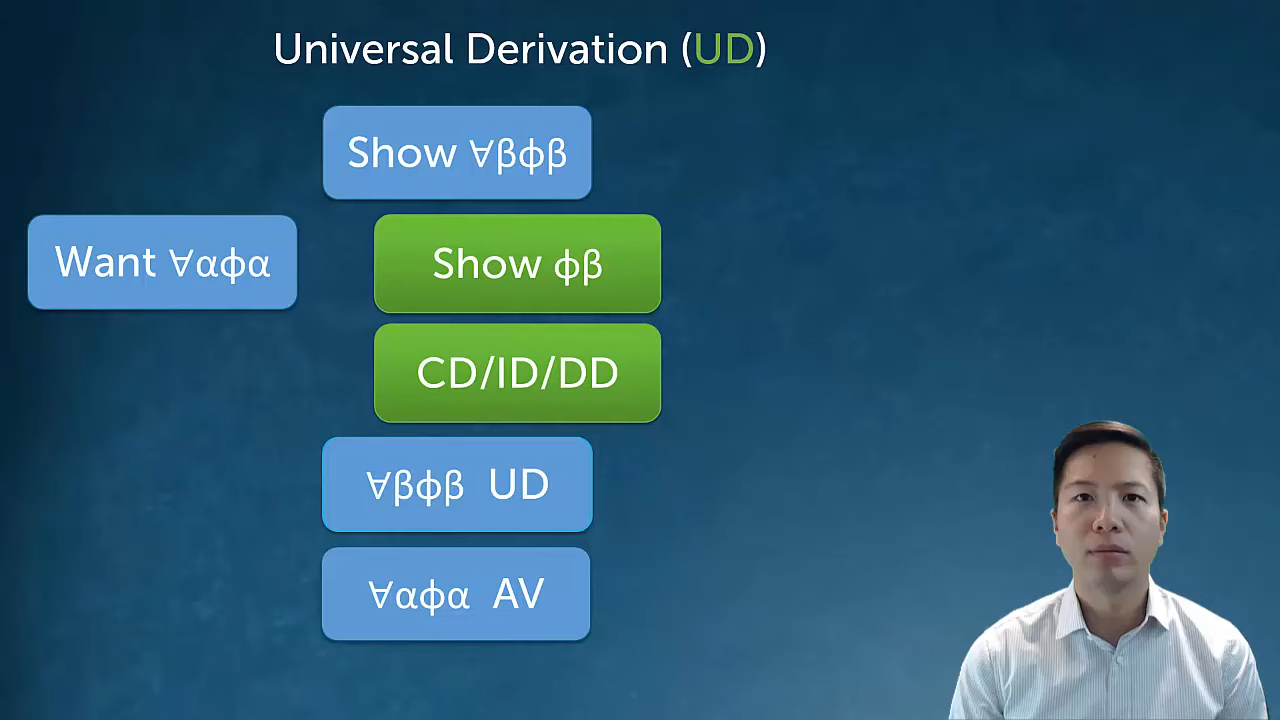 Universal Derivation (UD)
Show ∀βϕβ
Want ∀αϕα
Show ϕβ
CD/ID/DD
∀βϕβ UD
∀αϕα AV